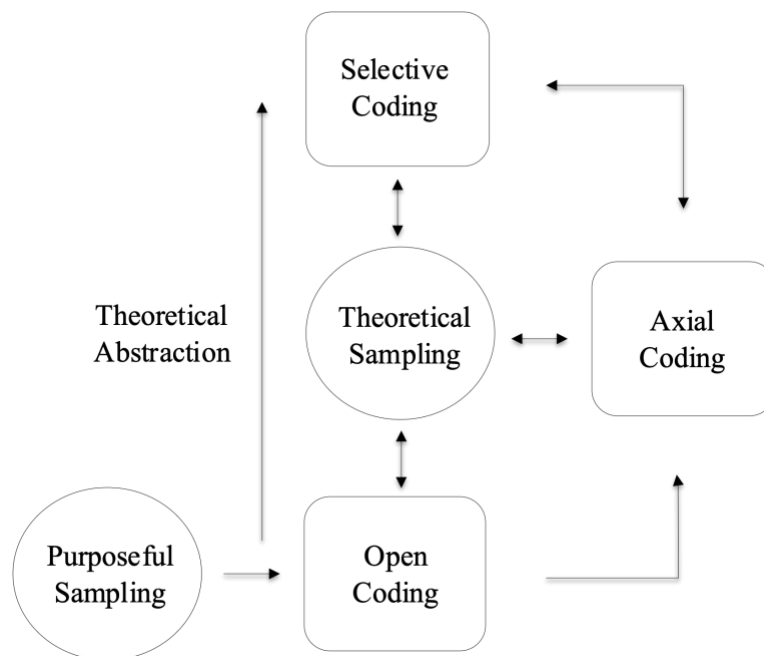 Selective
Coding
Theoretical
Abstraction
Theoretical
Sampling
Axial
Coding
Purposeful
Sampling
Open
Coding